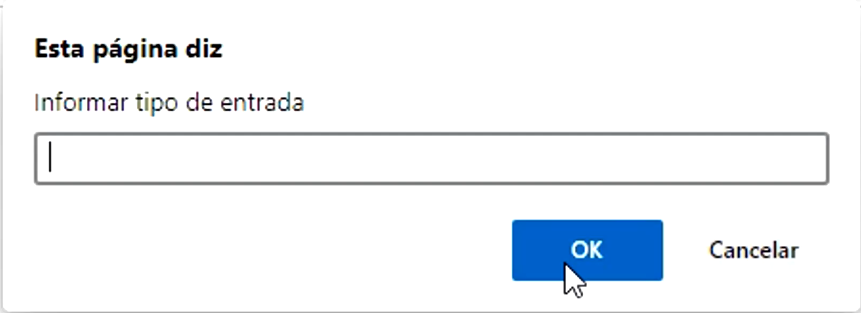 Esta página diz
Informar tipo de entrada
OK
Cancelar